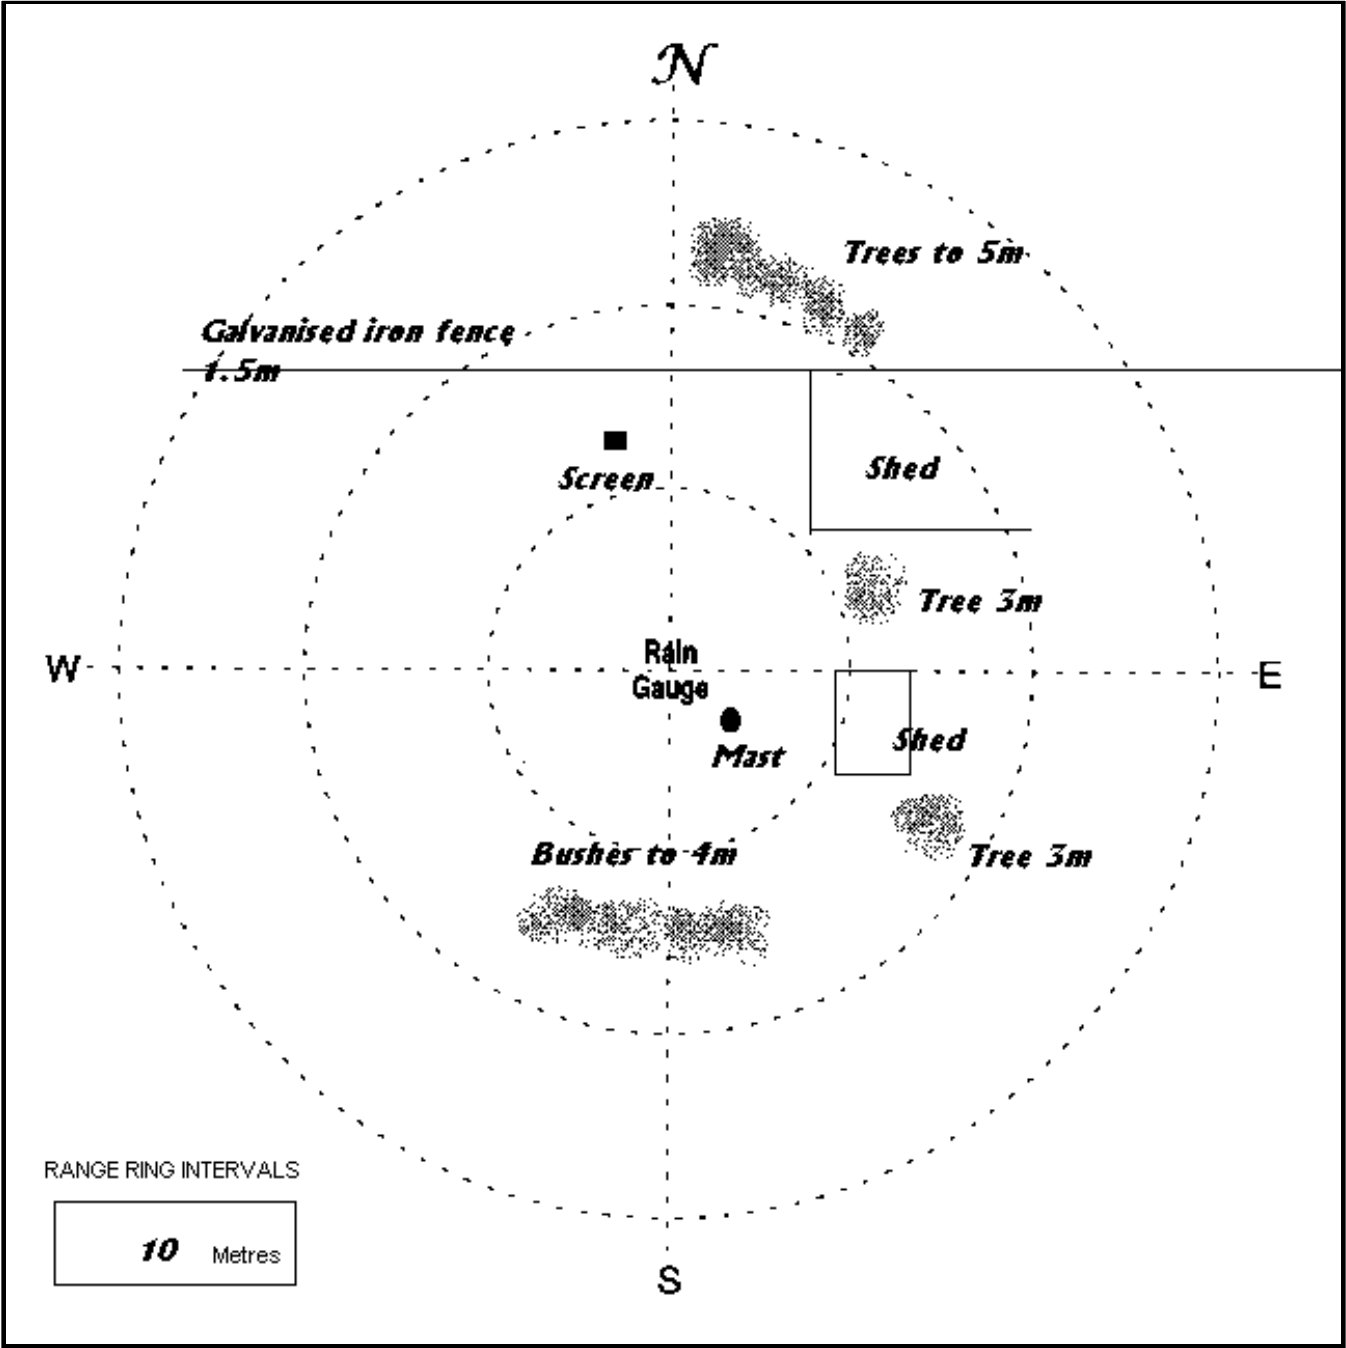 N
Trees to 5m
Galvanised iron fence
1.5m
Shed
Screen
Tree 3m
Rain
Gauge
W
E
Mast
Shed
Bushes to 4m
Tree 3m
RANGE RING INTERVALS
10 Metres
S